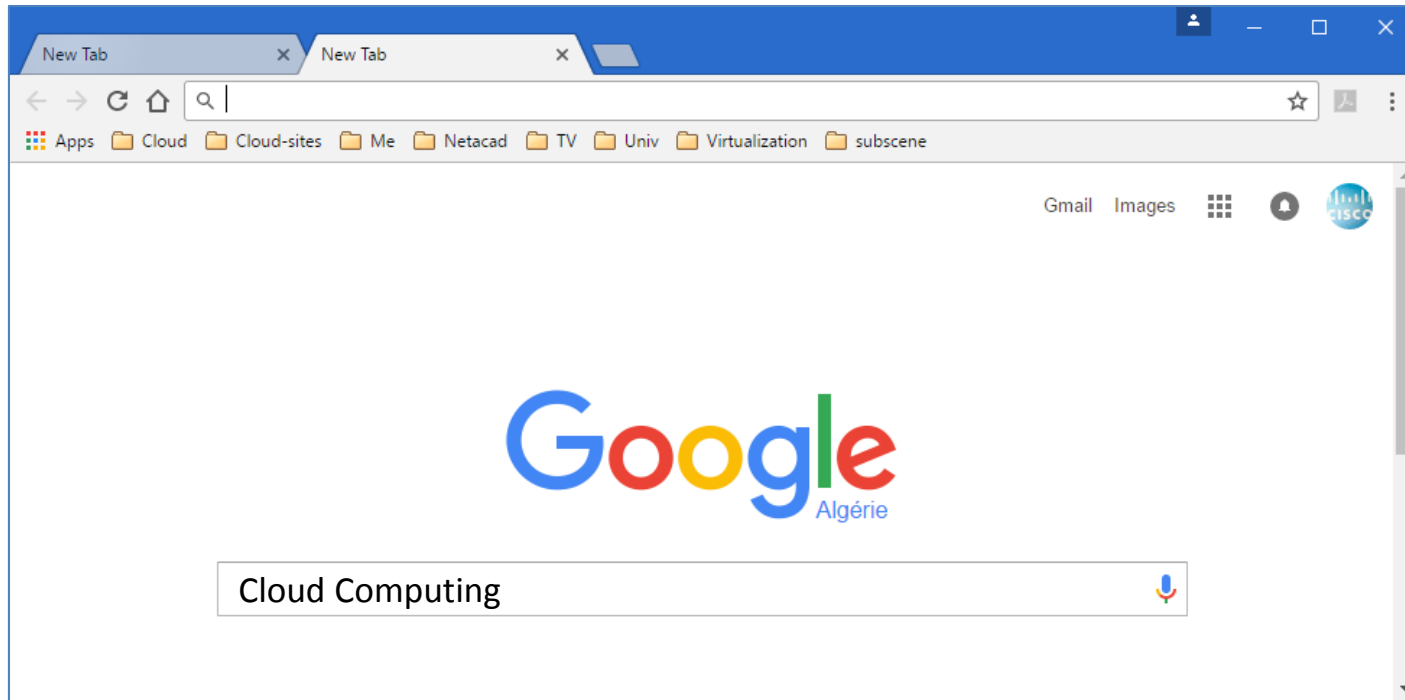 New Tab New Tab
Apps Cloud Cloud-sites Me Netacad TV Univ Virtualization subscene
Gmail Images
CISCO
Google
Algérie
Cloud Computing